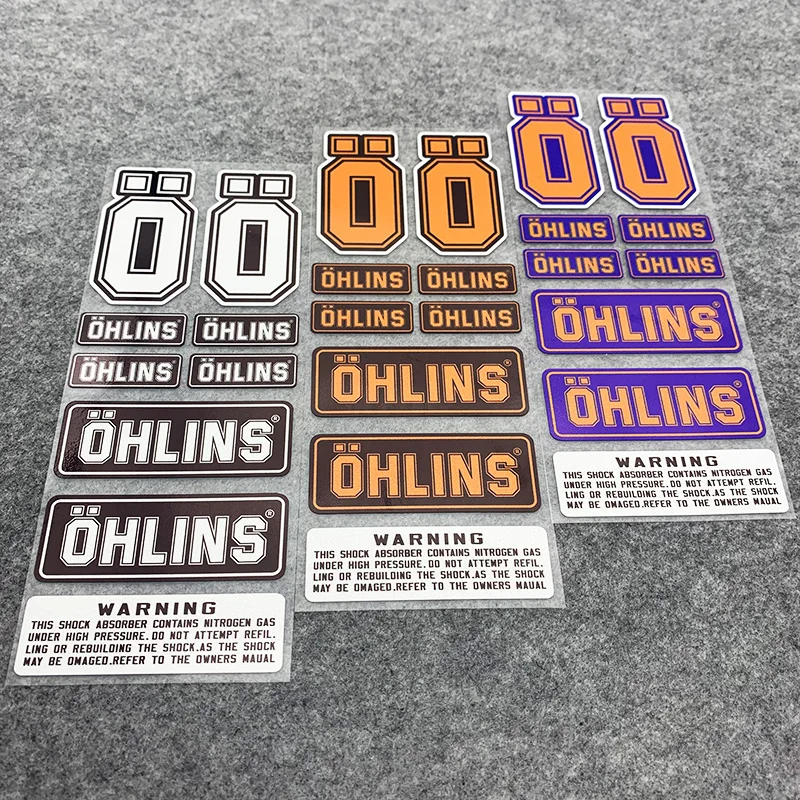 Ö Ö
ÖHLINS ÖHLINS
ÖHLINS ÖHLINS
ÖHLINS®
ÖHLINS®
WARNING
THIS SHOCK ABSORBER CONTAINS NITROGEN GAS
UNDER HIGH PRESSURE.DO NOT ATTEMPT REFIL.
LING OR REBUILDING THE SHOCK.AS THE SHOCK
MAY BE OMAGED.REFER TO THE OWNERS MAUAL
Ö Ö
ÖHLINS ÖHLINS
ÖHLINS ÖHLINS
ÖHLINS®
ÖHLINS®
WARNING
THIS SHOCK ABSORBER CONTAINS NITROGEN GAS
UNDER HIGH PRESSURE.DO NOT ATTEMPT REFIL.
LING OR REBUILDING THE SHOCK.AS THE SHOCK
MAY BE OMAGED.REFER TO THE OWNERS MAUAL
Ö Ö
ÖHLINS ÖHLINS
ÖHLINS ÖHLINS
ÖHLINS®
ÖHLINS®
WARNING
THIS SHOCK ABSORBER CONTAINS NITROGEN GAS
UNDER HIGH PRESSURE.DO NOT ATTEMPT REFIL.
LING OR REBUILDING THE SHOCK.AS THE SHOCK
MAY BE OMAGED.REFER TO THE OWNERS MAUAL